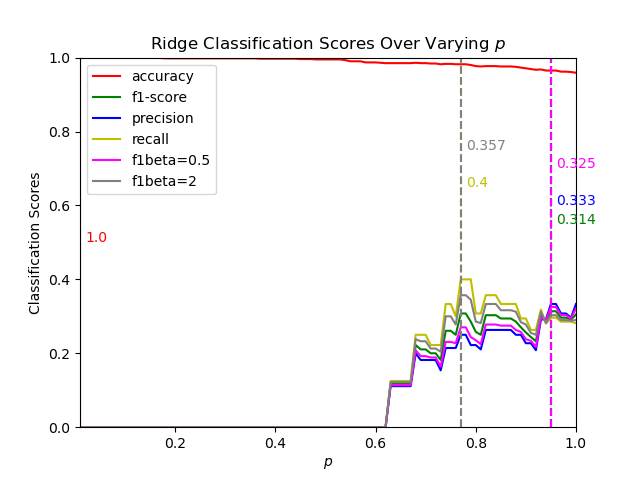 Ridge Classification Scores Over Varying p
Classification Scores
1.0
0.8
0.6
0.4
0.2
0.0
accuracy
f1-score
precision
recall
f1beta=0.5
f1beta=2
1.0
0.357
0.4
0.325
0.333
0.314
0.2
0.4
0.6
0.8
1.0
p